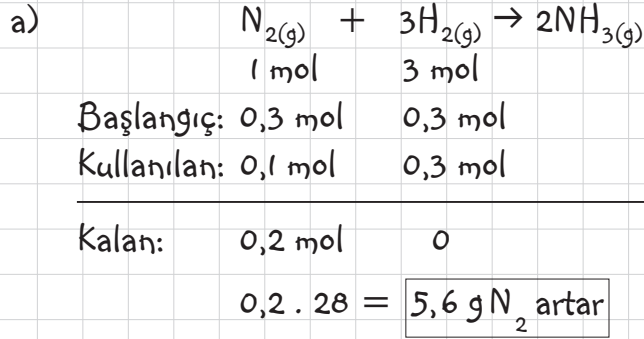 a) N₂(g) + 3H₂(g) → 2NH₃(g)
1 mol 3 mol
Başlangıç: 0,3 mol 0,3 mol
Kullanılan: 0,1 mol 0,3 mol
Kalan: 0,2 mol 0
0,2 . 28 = 5,6 g N₂ artar